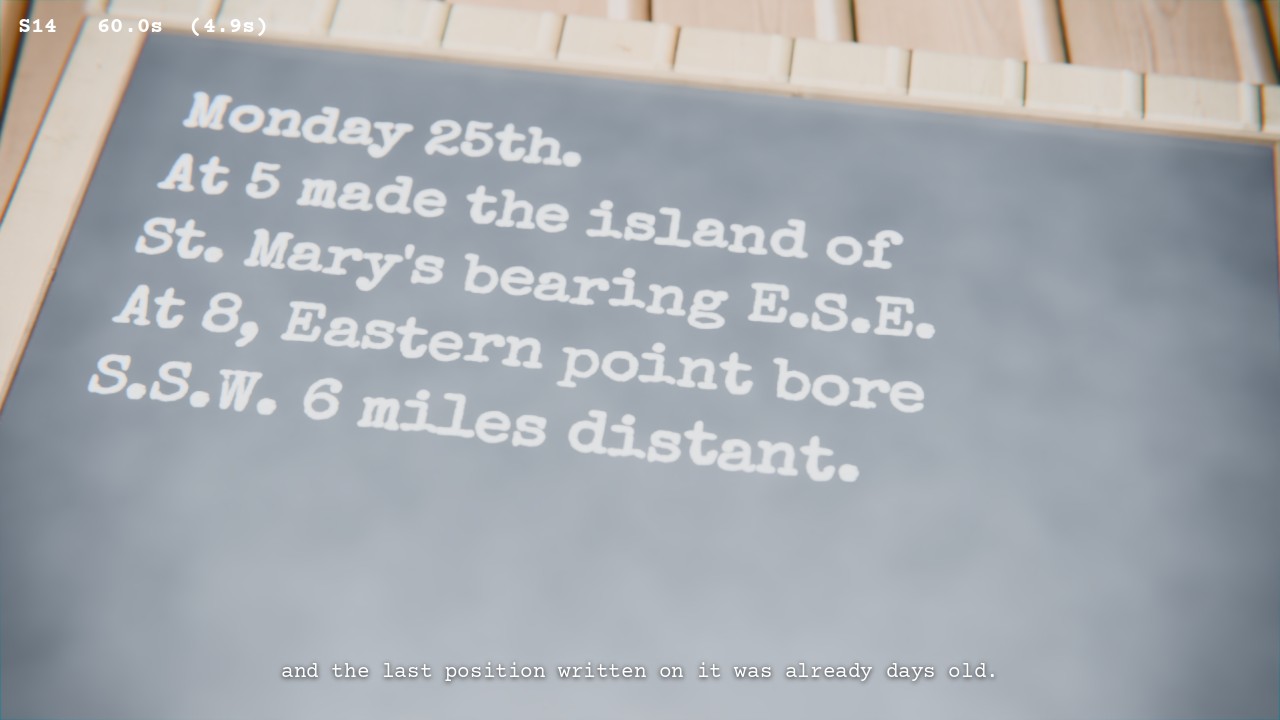 S14 60.0s (4.9s)
Monday 25th.
At 5 made the island of
St. Mary's bearing E.S.E.
At 8, Eastern point bore
S.S.W. 6 miles distant.
and the last position written on it was already days old.